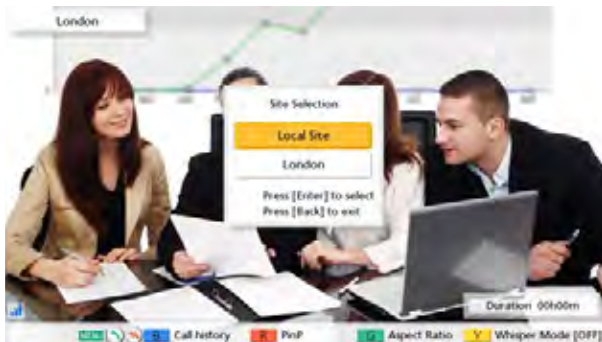 London
Site Selection
Local Site
London
Press [Enter] to select
Press [Back] to exit
Duration 00h00m
B Call history R PinP G Aspect Ratio Y Whisper Mode [OFF]